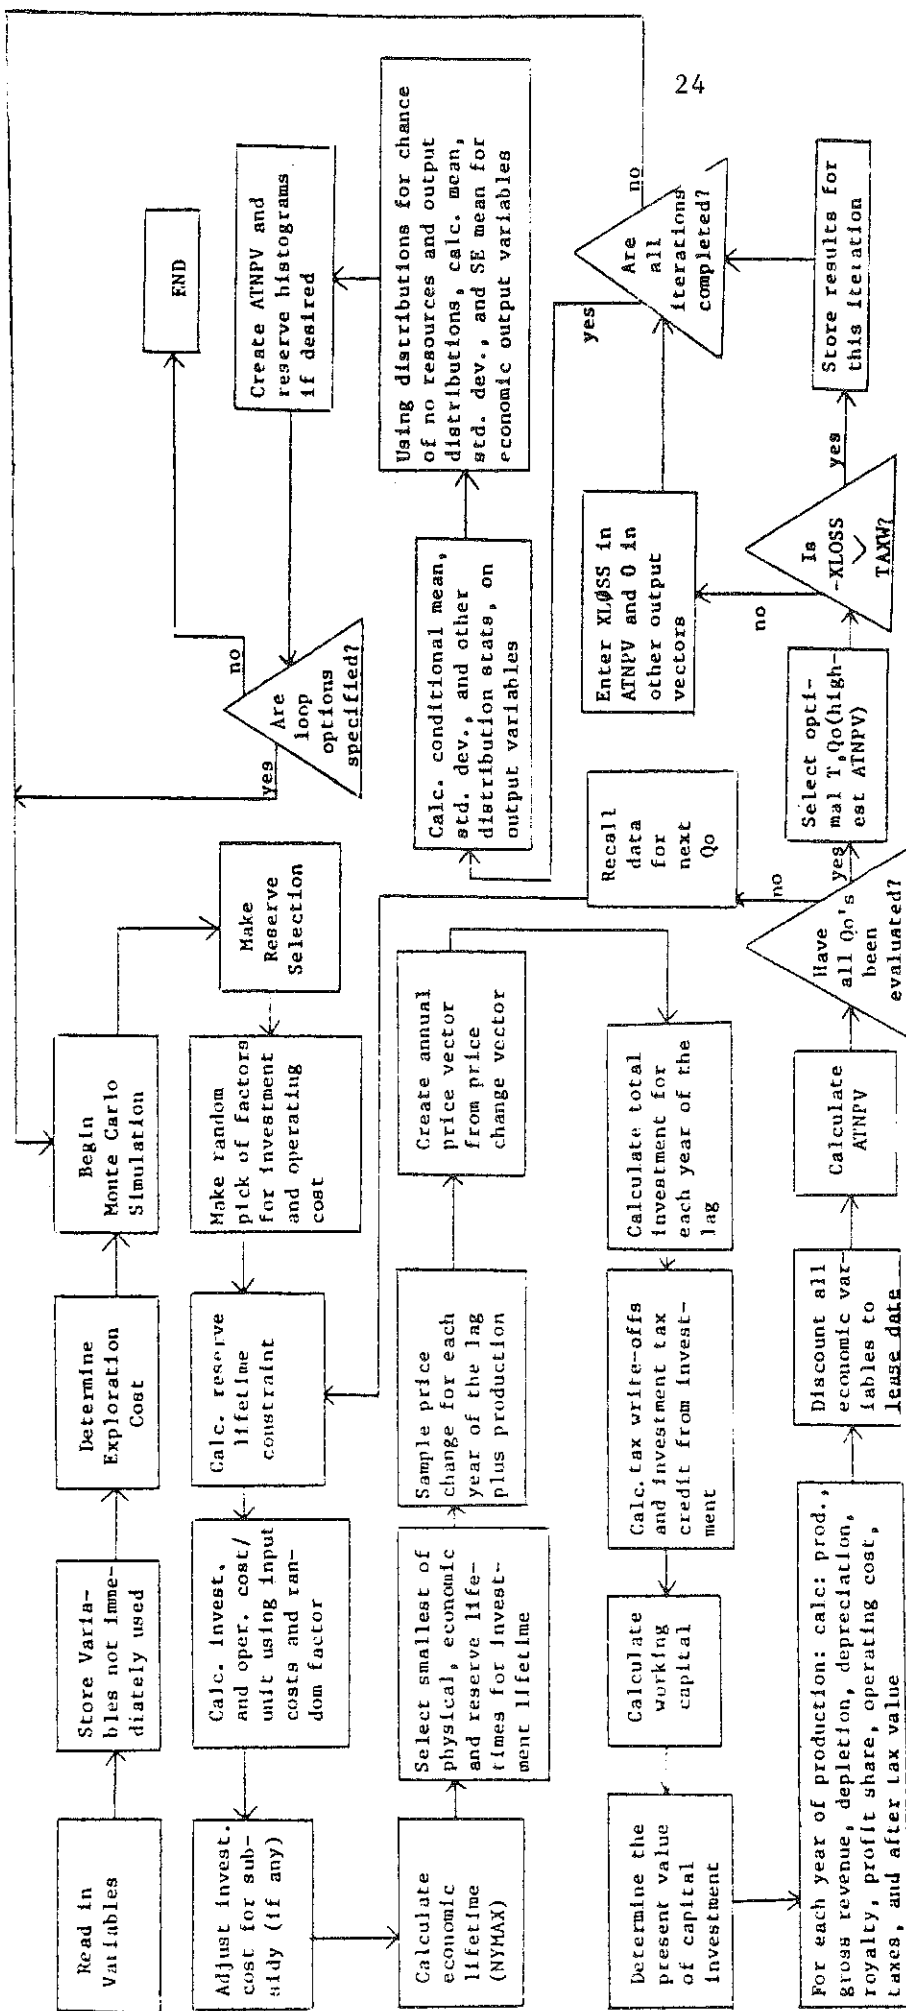 24
Read in
Variables
Store Varia-
bles not imme-
diately used
Determine
Exploration
Cost
Begin
Monte Carlo
Simulation
Make
Reserve
Selection
Make random
pick of factors
for investment
and operating
cost
Calc. reserve
lifetime
constraint
Calc. invest.
and oper. cost/
unit using input
costs and ran-
dom factor
Adjust invest.
cost for sub-
sidy (if any)
Calculate
economic
lifetime
(NYMAX)
Select smallest of
physical, economic
and reserve life-
times for invest-
ment lifetime
Sample price
change for each
year of the lag
plus production
Create annual
price vector
from price
change vector
Calculate total
investment for
each year of the
lag
Calc. tax write-offs
and investment tax
credit from invest-
ment
Calculate
working
capital
Determine the
present value
of capital
investment
For each year of production: calc: prod.,
gross revenue, depletion, depreciation,
royalty, profit share, operating cost,
taxes, and after tax value
Discount all
economic var-
iables to
lease date
Calculate
ATNPV
Have
all Qo's
been
evaluated?
no
yes
Recall
data
for
next
Qo
Select opti-
mal T,Qo(high-
est ATNPV)
Is
-XLOSS
>
TAXW?
no
yes
Enter XLØSS in
ATNPV and 0 in
other output
vectors
Store results for
this iteration
Are
all
iterations
completed?
no
yes
Calc. conditional mean,
std. dev., and other
distribution stats, on
output variables
Using distributions for chance
of no resources and output
distributions, calc. mean,
std. dev., and SE mean for
economic output variables
Create ATNPV and
reserve histograms
if desired
Are
loop
options
specified?
yes
no
END